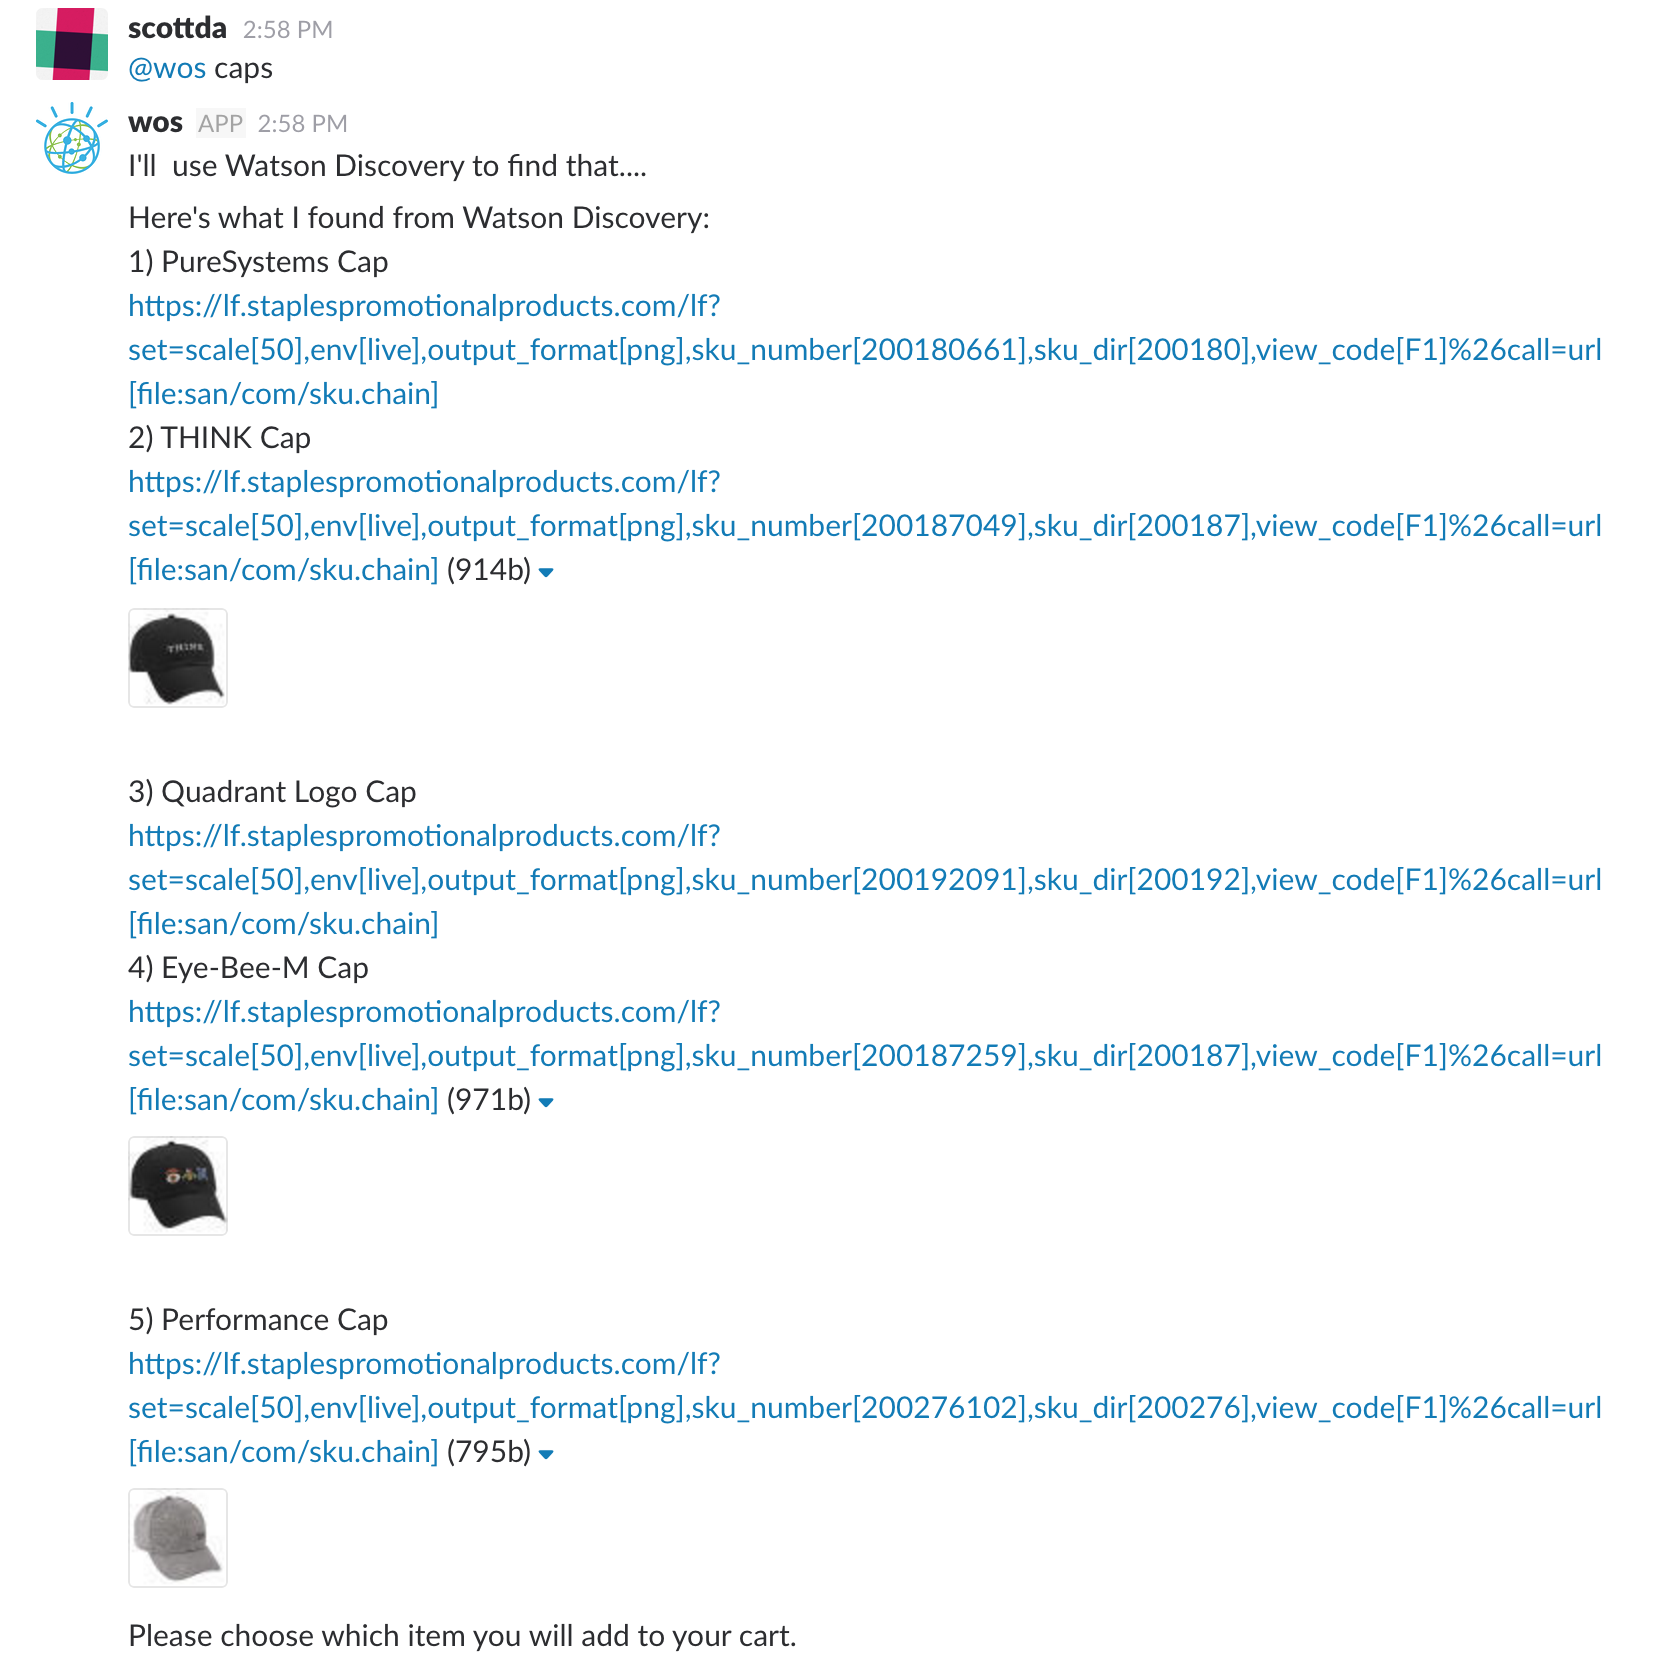 scottda 2:58 PM
@wos caps
wos APP 2:58 PM
I'll  use Watson Discovery to find that....
Here's what I found from Watson Discovery:
1) PureSystems Cap
https://lf.staplespromotionalproducts.com/lf?
set=scale[50],env[live],output_format[png],sku_number[200180661],sku_dir[200180],view_code[F1]%26call=url
[file:san/com/sku.chain]
2) THINK Cap
https://lf.staplespromotionalproducts.com/lf?
set=scale[50],env[live],output_format[png],sku_number[200187049],sku_dir[200187],view_code[F1]%26call=url
[file:san/com/sku.chain] (914b)
THINK
3) Quadrant Logo Cap
https://lf.staplespromotionalproducts.com/lf?
set=scale[50],env[live],output_format[png],sku_number[200192091],sku_dir[200192],view_code[F1]%26call=url
[file:san/com/sku.chain]
4) Eye-Bee-M Cap
https://lf.staplespromotionalproducts.com/lf?
set=scale[50],env[live],output_format[png],sku_number[200187259],sku_dir[200187],view_code[F1]%26call=url
[file:san/com/sku.chain] (971b)
5) Performance Cap
https://lf.staplespromotionalproducts.com/lf?
set=scale[50],env[live],output_format[png],sku_number[200276102],sku_dir[200276],view_code[F1]%26call=url
[file:san/com/sku.chain] (795b)
Please choose which item you will add to your cart.